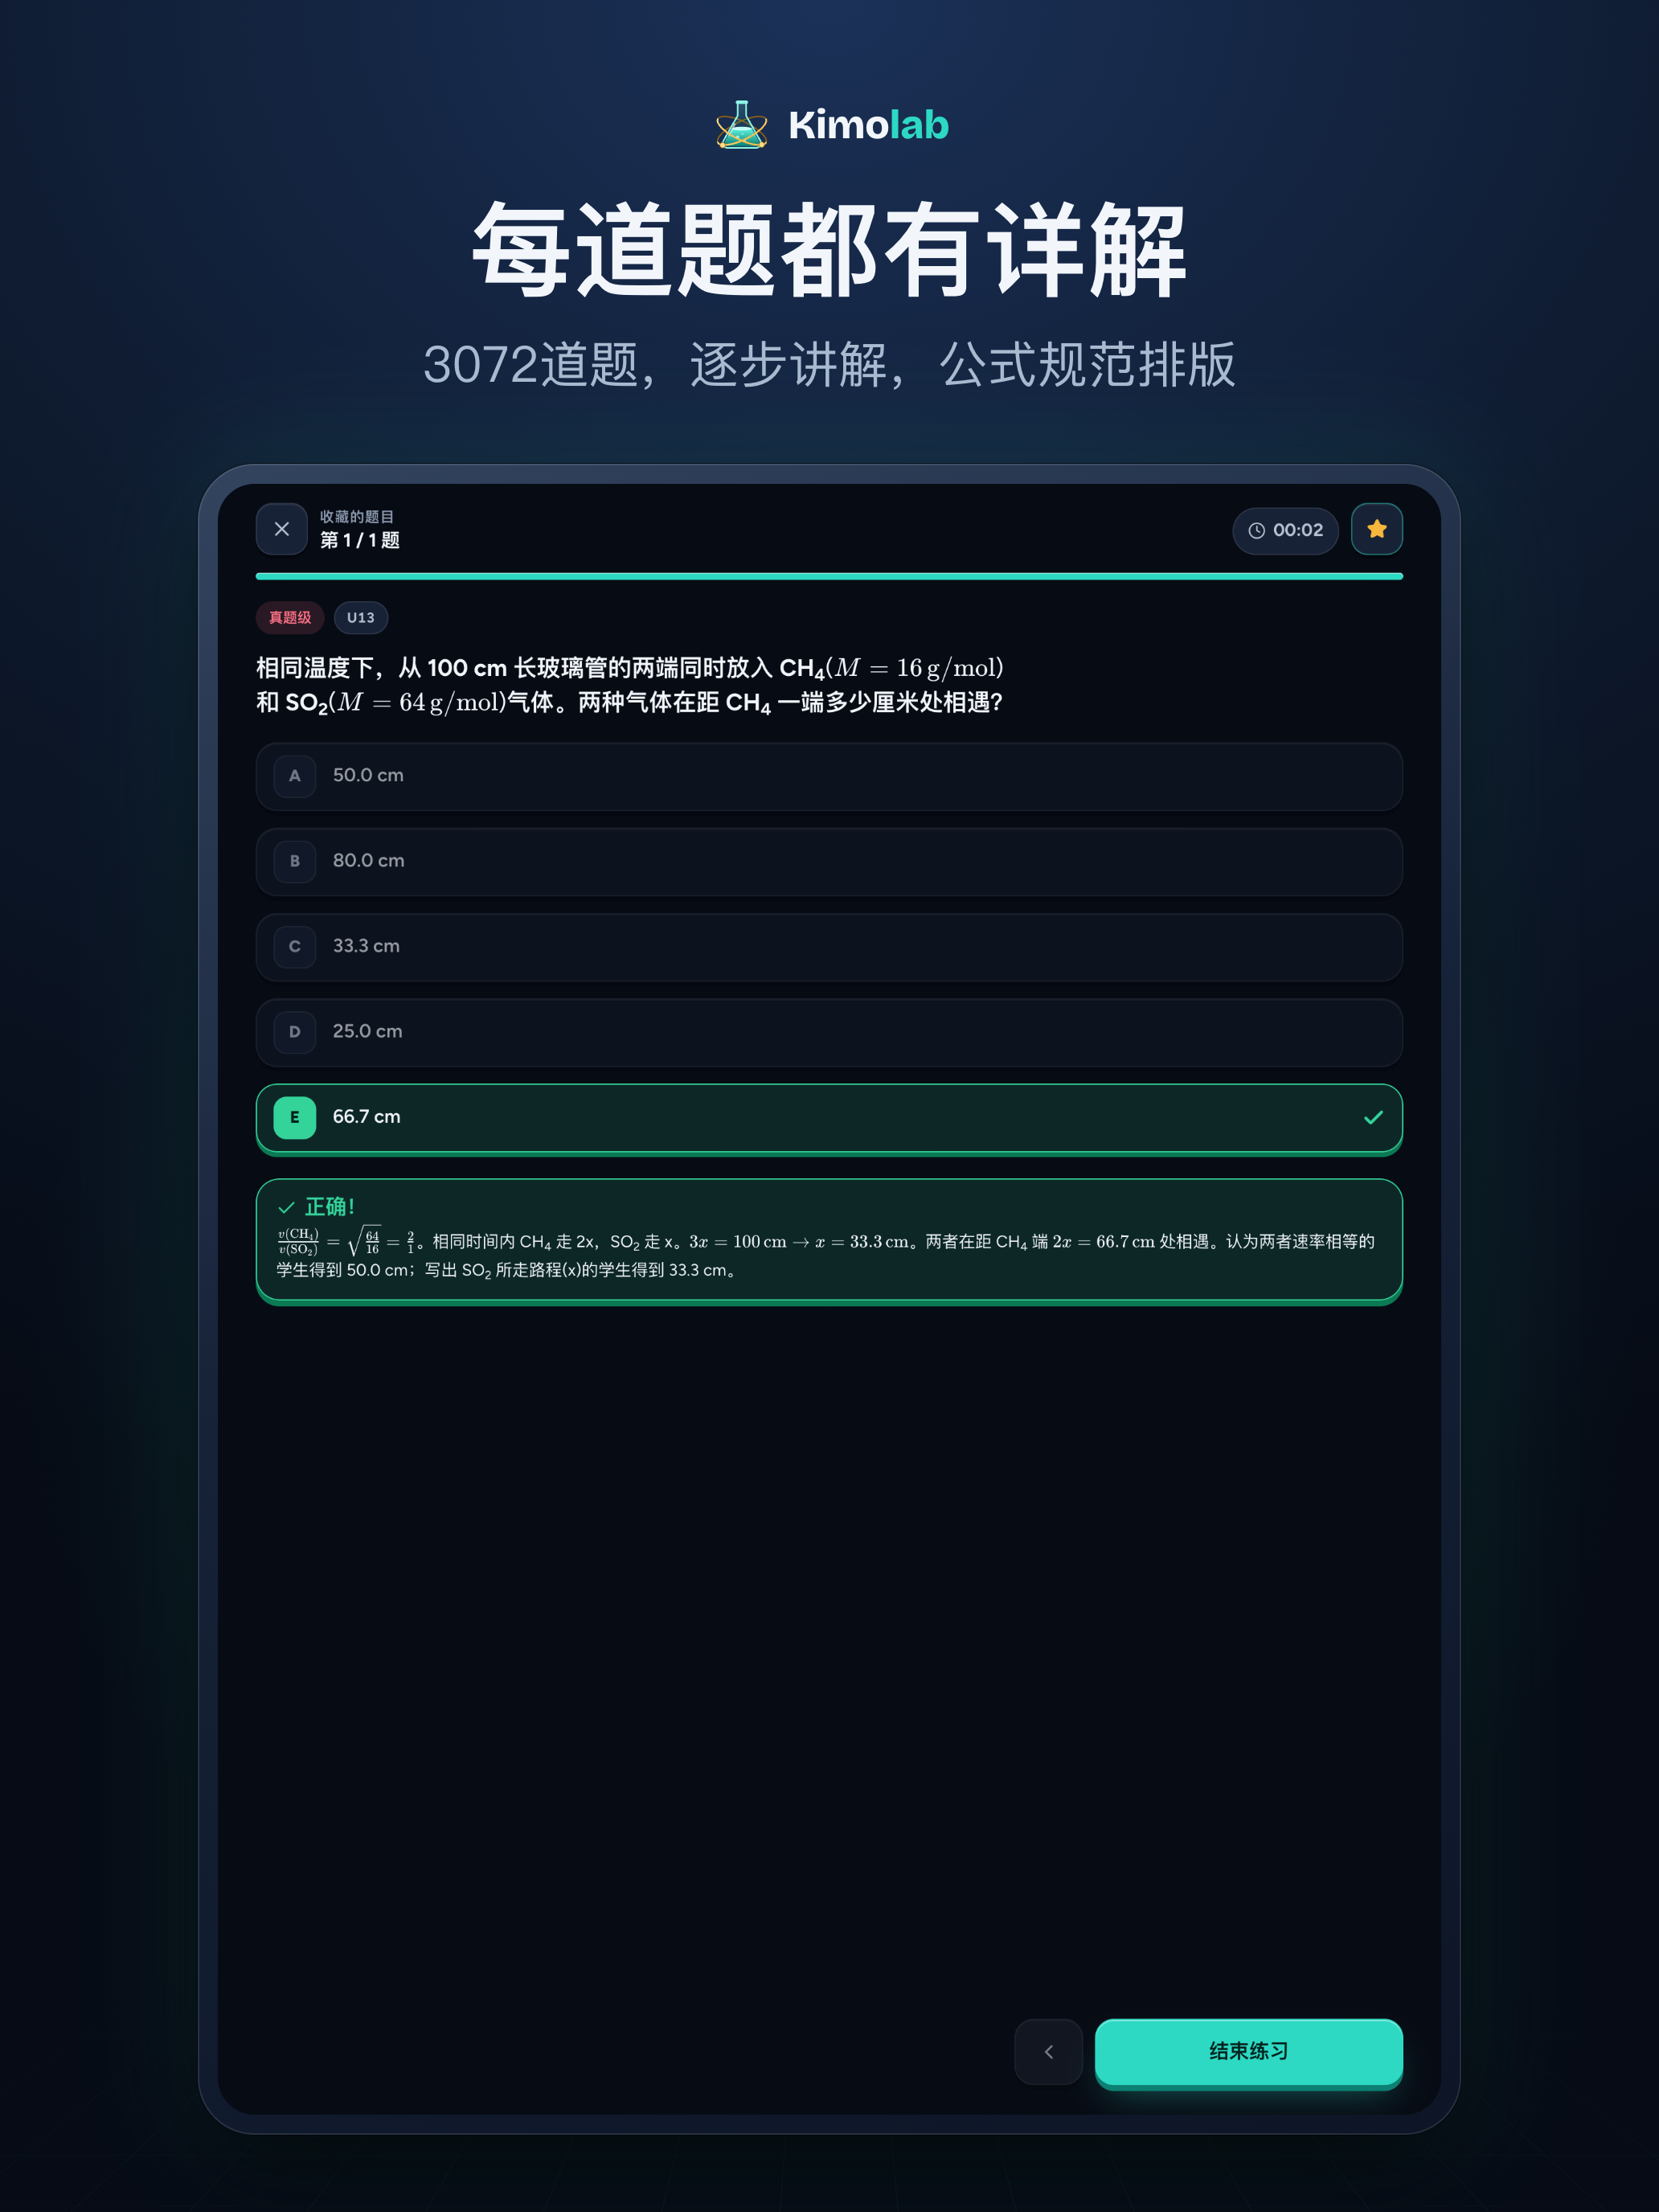 Kimolab
每道题都有详解
3072道题，逐步讲解，公式规范排版
收藏的题目
第 1 / 1 题
00:02
真题级 U13
相同温度下，从 100 cm 长玻璃管的两端同时放入 CH₄(M = 16 g/mol)
和 SO₂(M = 64 g/mol)气体。两种气体在距 CH₄ 一端多少厘米处相遇？
A 50.0 cm
B 80.0 cm
C 33.3 cm
D 25.0 cm
E 66.7 cm
正确！
v(CH₄)/v(SO₂) = √(64/16) = 2/1。相同时间内 CH₄ 走 2x，SO₂ 走 x。3x = 100 cm → x = 33.3 cm。两者在距 CH₄ 端 2x = 66.7 cm 处相遇。认为两者速率相等的
学生得到 50.0 cm；写出 SO₂ 所走路程(x)的学生得到 33.3 cm。
结束练习